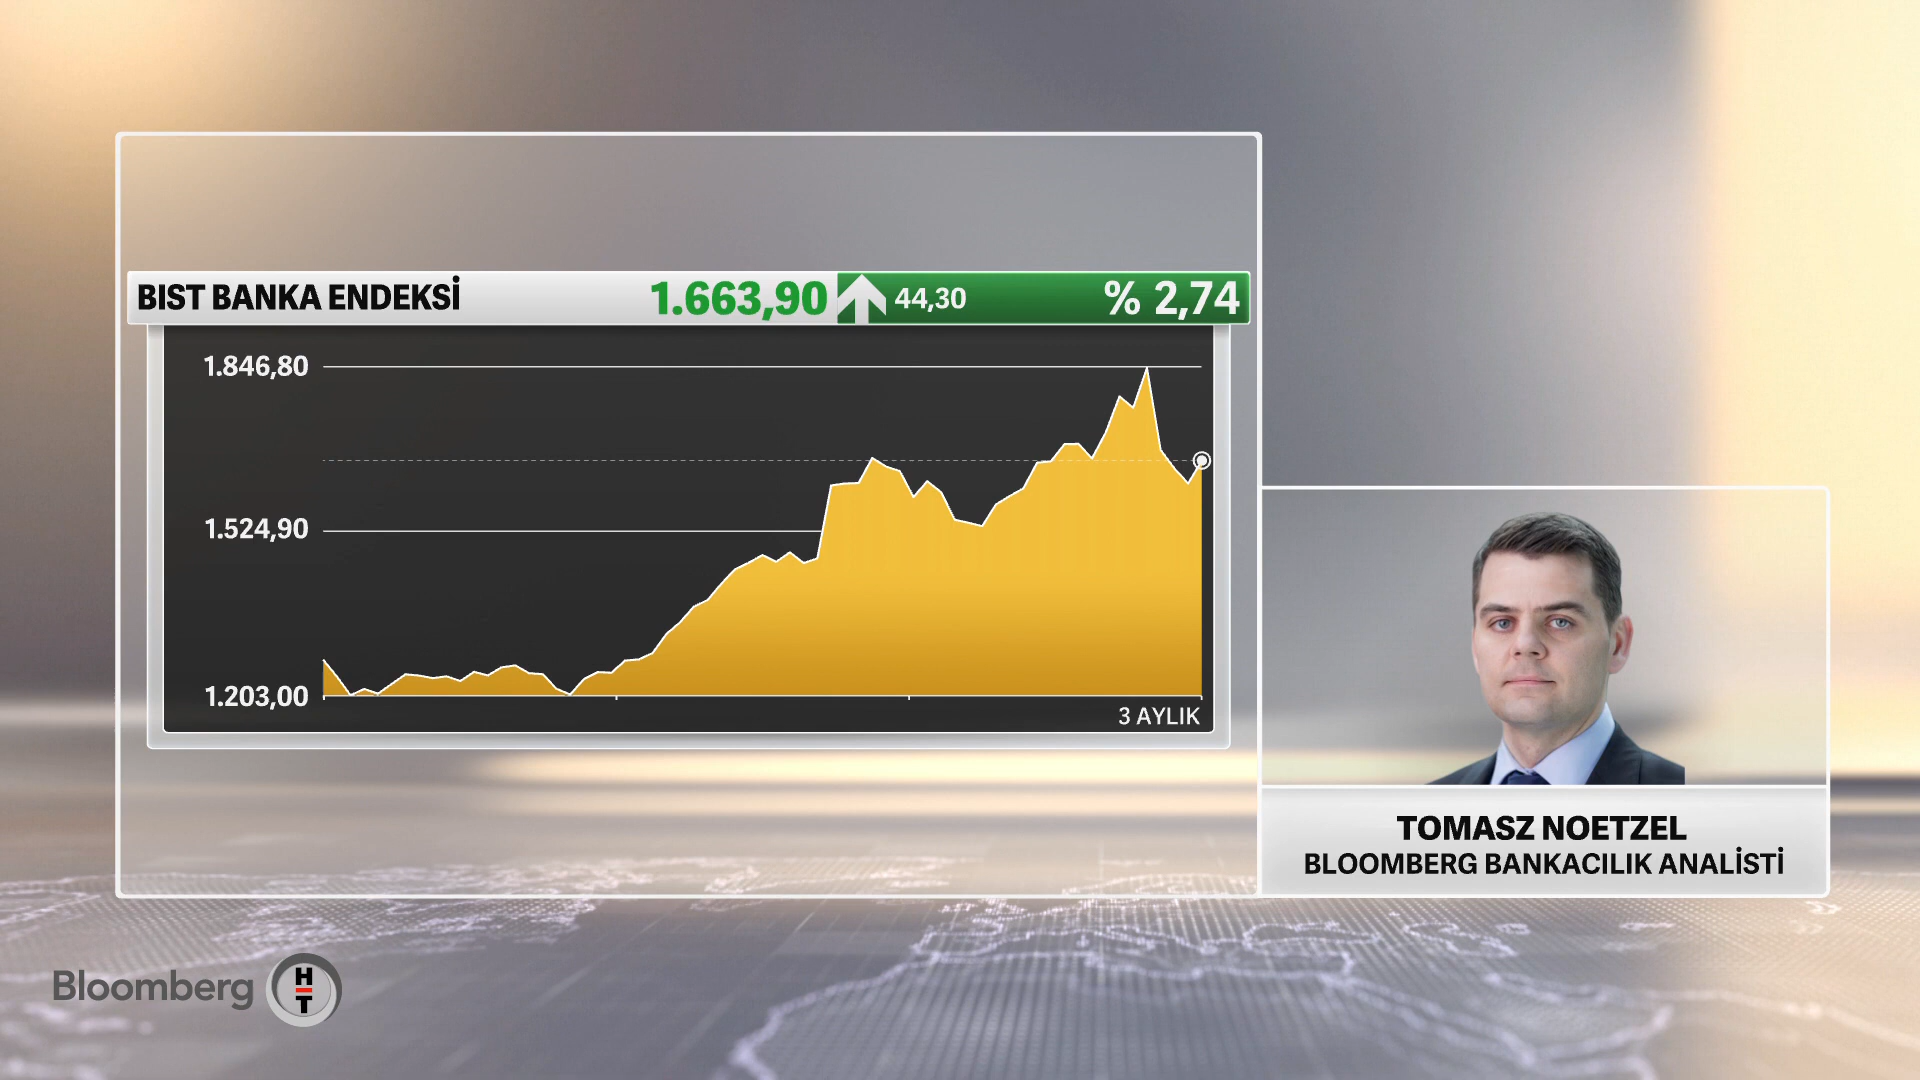 BIST BANKA ENDEKSİ 1.663,90 44,30 % 2,74
1.846,80
1.524,90
1.203,00
3 AYLIK
TOMASZ NOETZEL
BLOOMBERG BANKACILIK ANALİSTİ
Bloomberg HT